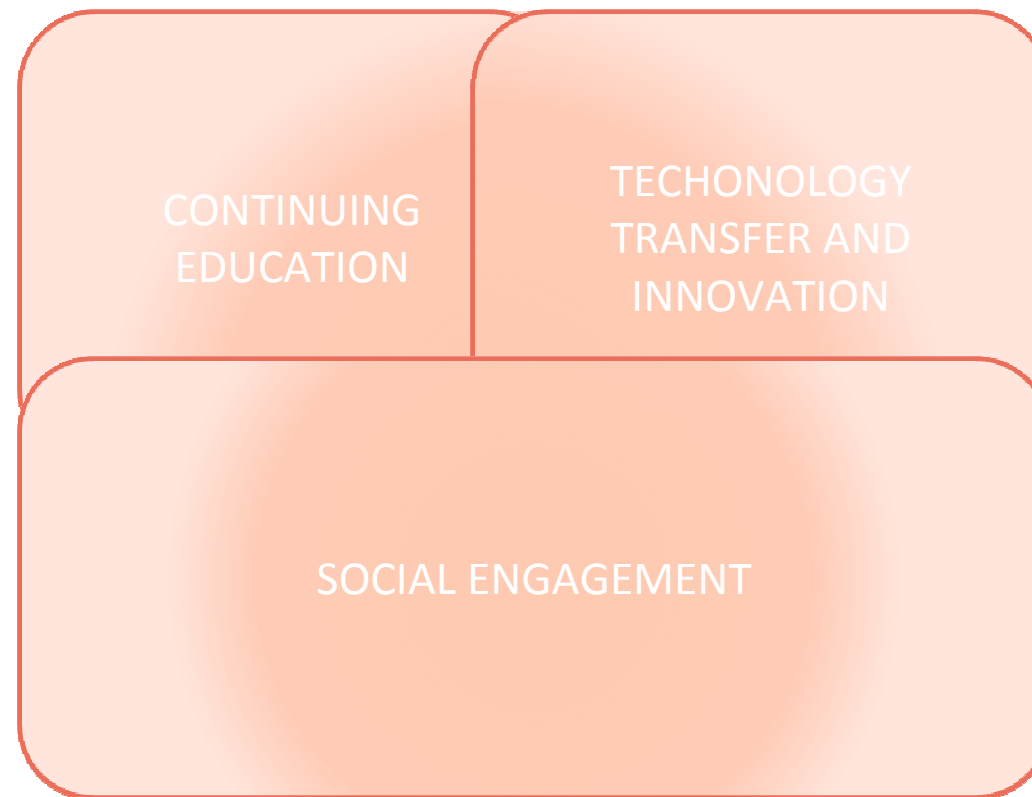 CONTINUING
EDUCATION
TECHONOLOGY
TRANSFER AND
INNOVATION
SOCIAL ENGAGEMENT